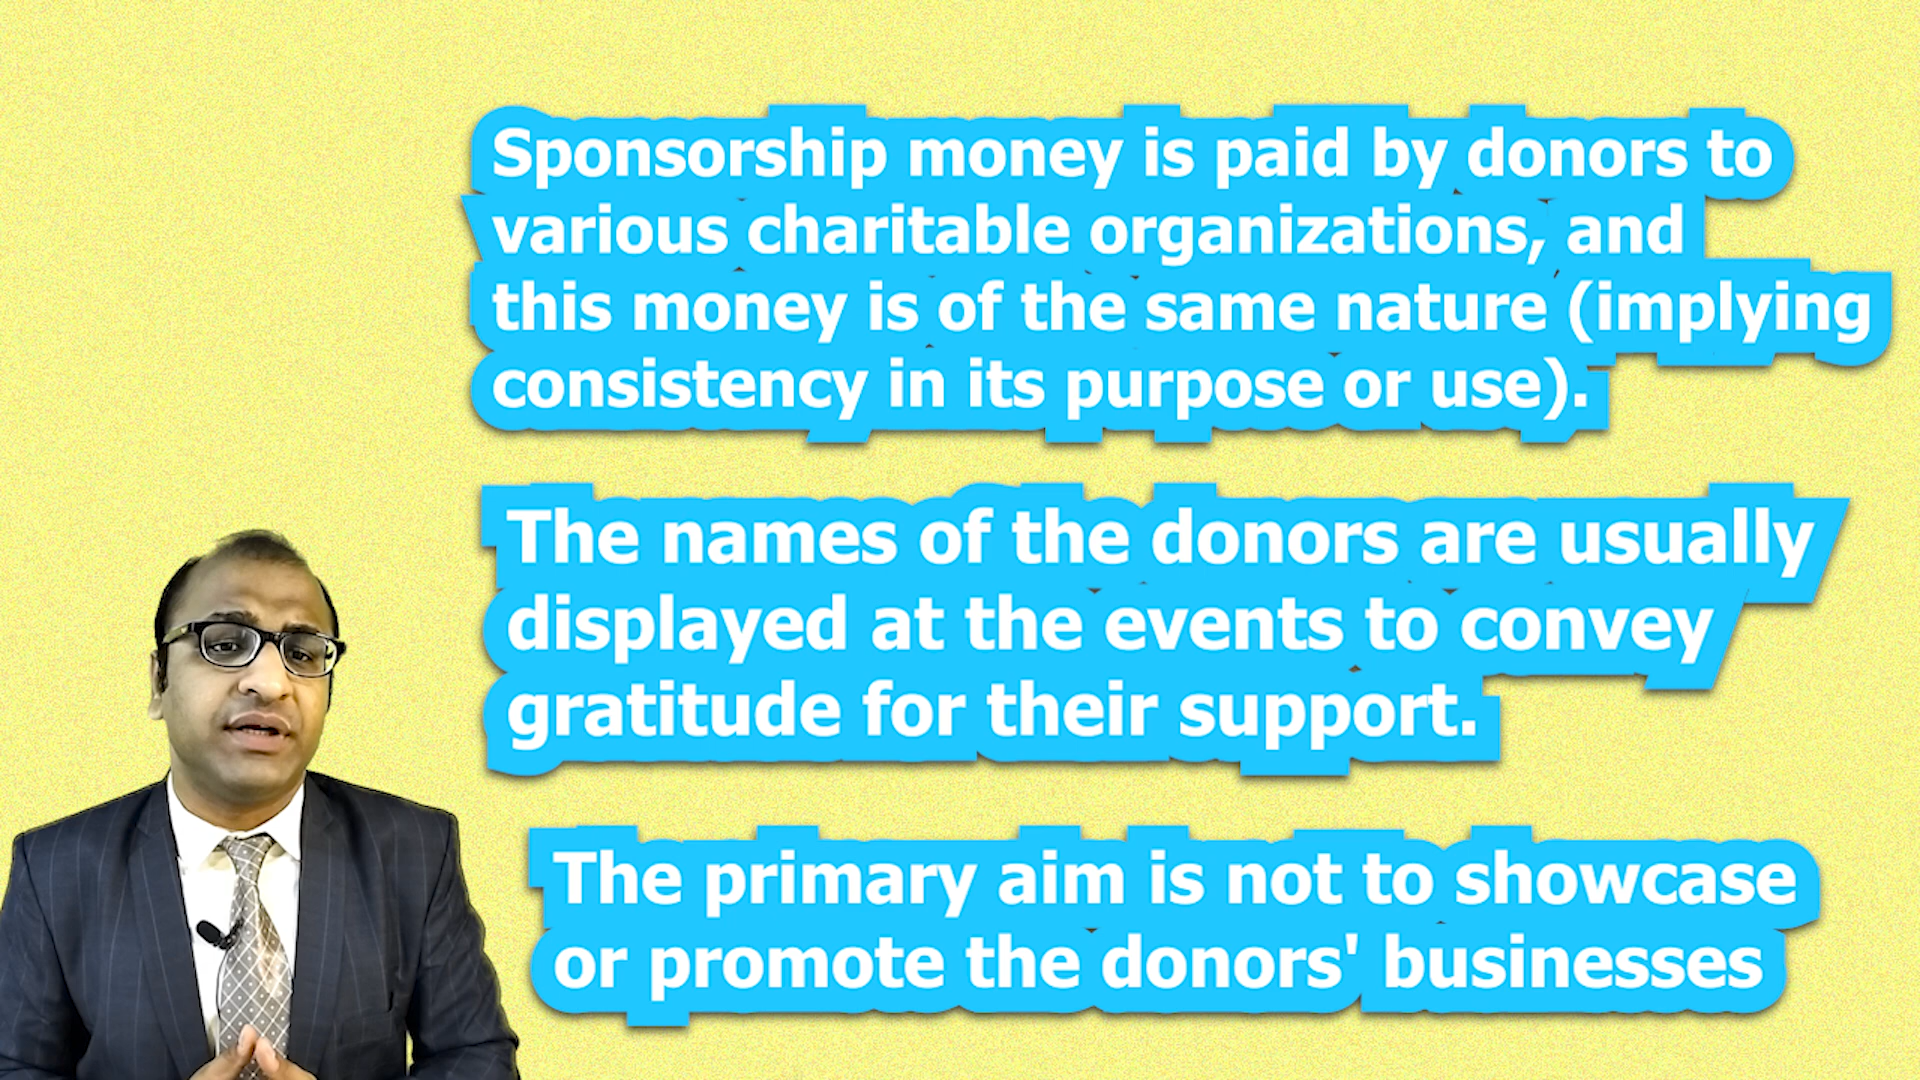 Sponsorship money is paid by donors to
various charitable organizations, and
this money is of the same nature (implying
consistency in its purpose or use).
The names of the donors are usually
displayed at the events to convey
gratitude for their support.
The primary aim is not to showcase
or promote the donors' businesses